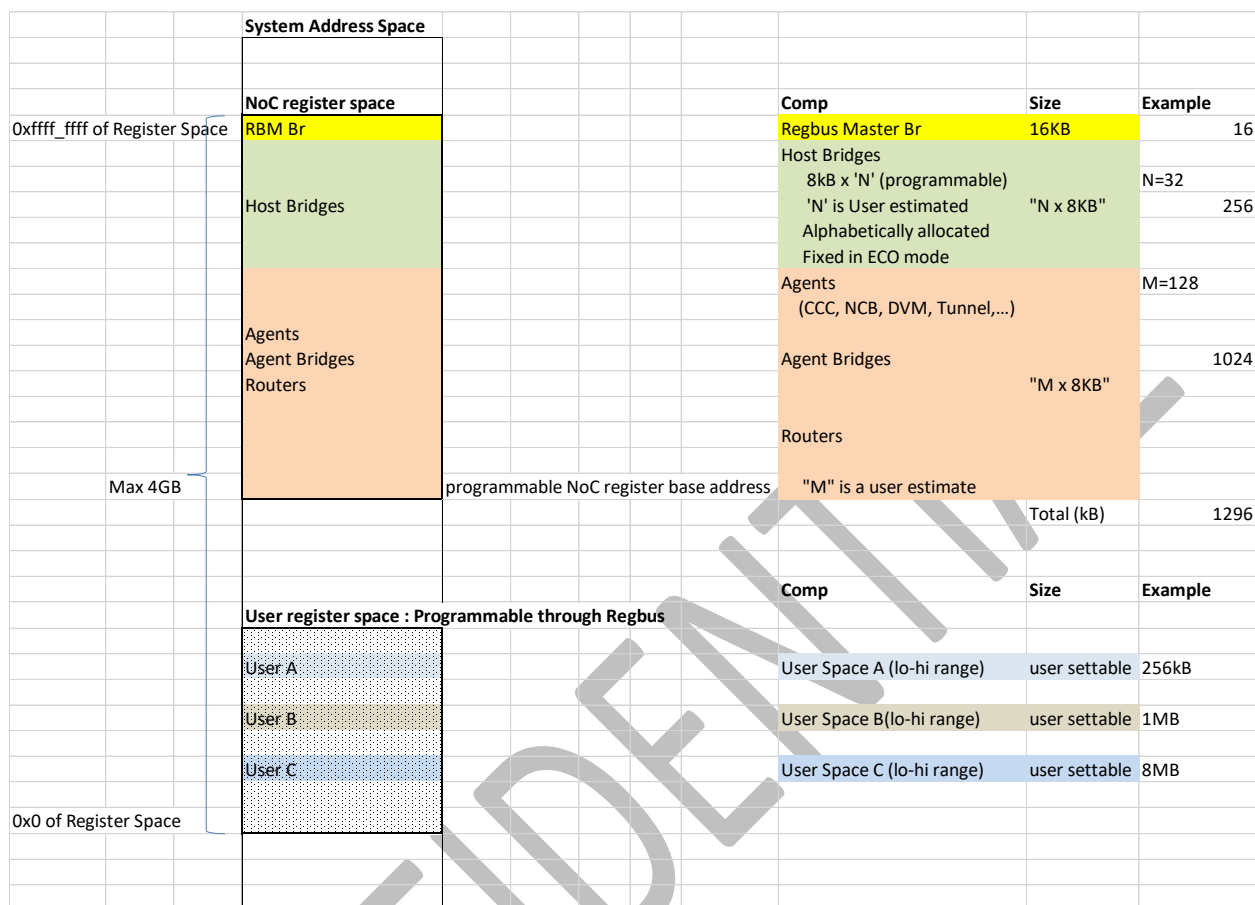 System Address Space
NoC register space Comp Size Example
0xffff_ffff of Register Space RBM Br Regbus Master Br 16KB 16
Host Bridges
8kB x 'N' (programmable) N=32
Host Bridges 'N' is User estimated "N x 8KB" 256
Alphabetically allocated
Fixed in ECO mode
Agents M=128
(CCC, NCB, DVM, Tunnel,...)
Agents
Agent Bridges Agent Bridges 1024
Routers "M x 8KB"
Routers
Max 4GB programmable NoC register base address "M" is a user estimate
Total (kB) 1296
Comp Size Example
User register space : Programmable through Regbus
User A User Space A (lo-hi range) user settable 256kB
User B User Space B(lo-hi range) user settable 1MB
User C User Space C (lo-hi range) user settable 8MB
0x0 of Register Space